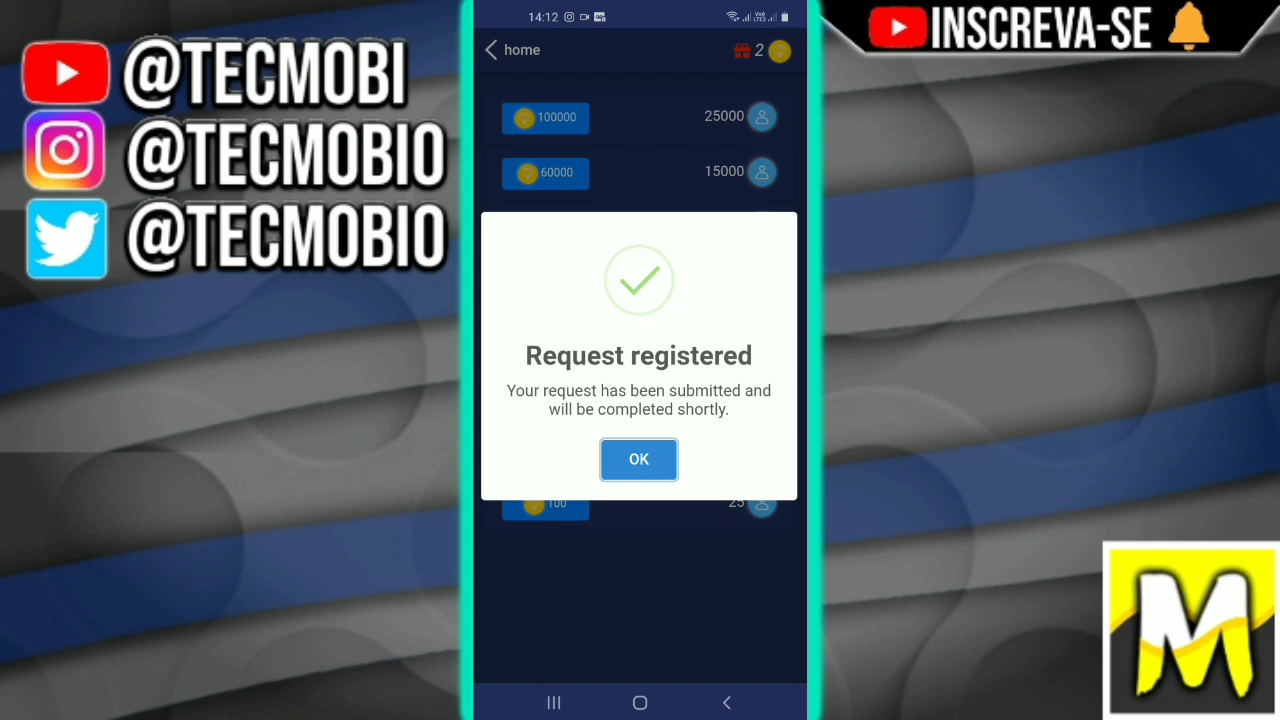 @TECMOBI
@TECMOBIO
@TECMOBIO
INSCREVA-SE
14:12
home
2
100000
25000
60000
15000
Request registered
Your request has been submitted and
will be completed shortly.
OK
100
25
M